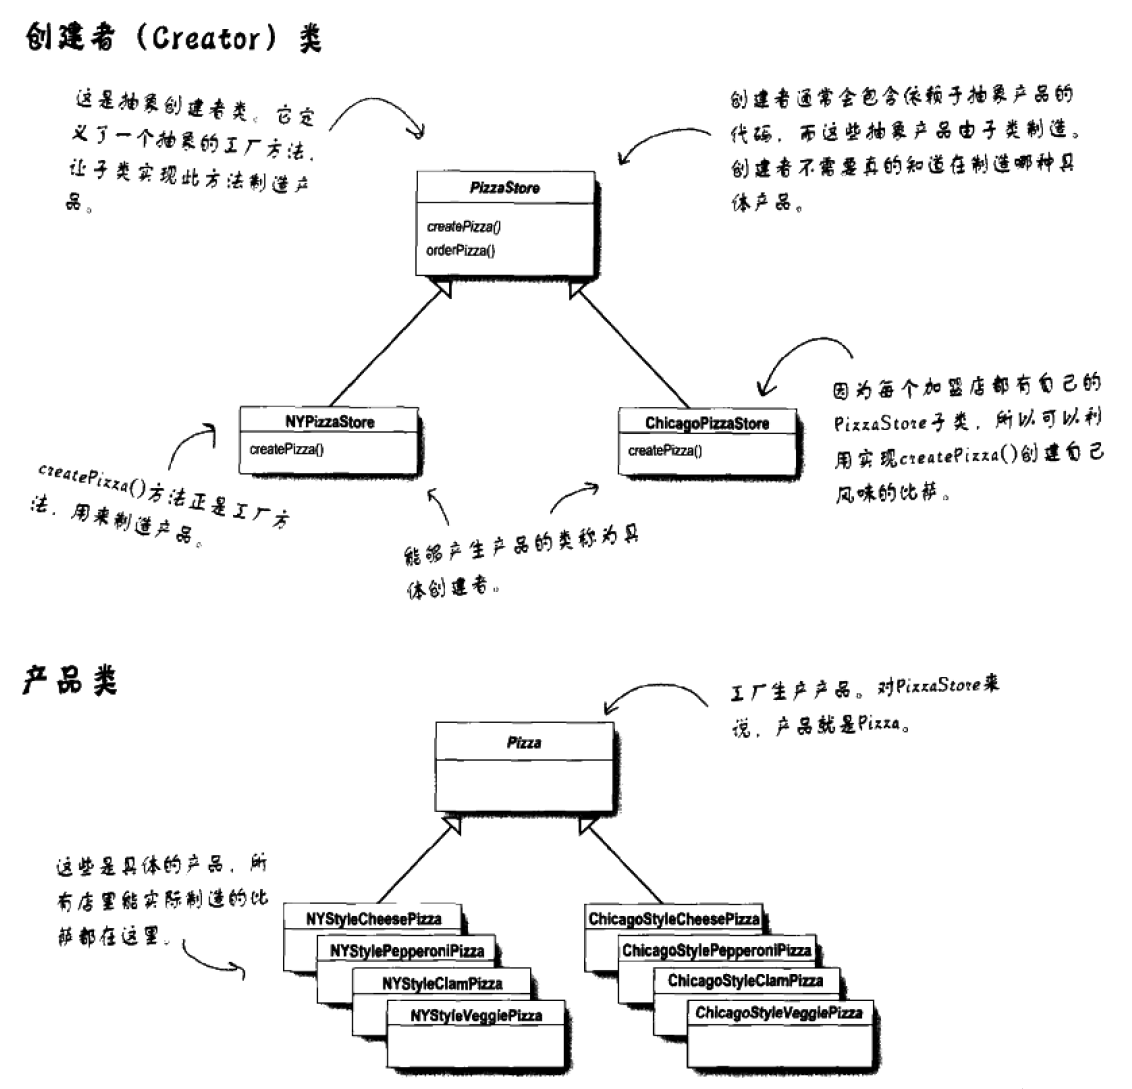 创建者（Creator）类
这是抽象创建者类。它定
义了一个抽象的工厂方法，
让子类实现此方法制造产
品。
创建者通常会包含依赖于抽象产品的
代码，而这些抽象产品由子类制造。
创建者不需要真的知道在制造哪种具
体产品。
PizzaStore
createPizza()
orderPizza()
NYPizzaStore
createPizza()
ChicagoPizzaStore
createPizza()
因为每个加盟店都有自己的
PizzaStore子类，所以可以利
用实现createPizza()创建自己
风味的比萨。
createPizza()方法正是工厂方
法，用来制造产品。
能够产生产品的类称为具
体创建者。
产品类
工厂生产产品。对PizzaStore来
说，产品就是Pizza。
Pizza
这些是具体的产品，所
有店里能实际制造的比
萨都在这里。
NYStyleCheesePizza
NYStylePepperoniPizza
NYStyleClamPizza
NYStyleVeggiePizza
ChicagoStyleCheesePizza
ChicagoStylePepperoniPizza
ChicagoStyleClamPizza
ChicagoStyleVeggiePizza